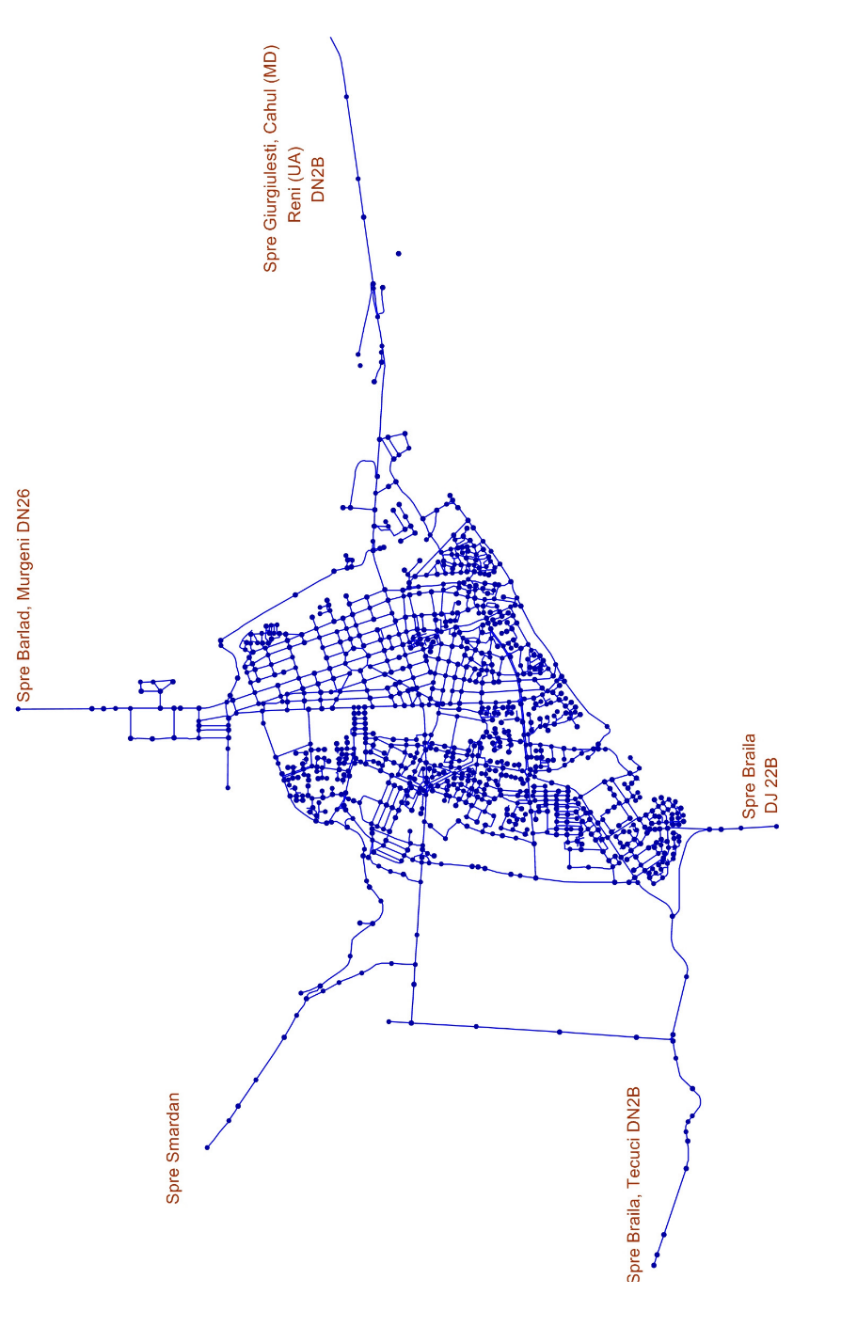 Spre Giurgiulesti, Cahul (MD)
Reni (UA)
DN2B
Spre Barlad, Murgeni DN26
Spre Braila
DJ 22B
Spre Smardan
Spre Braila, Tecuci DN2B